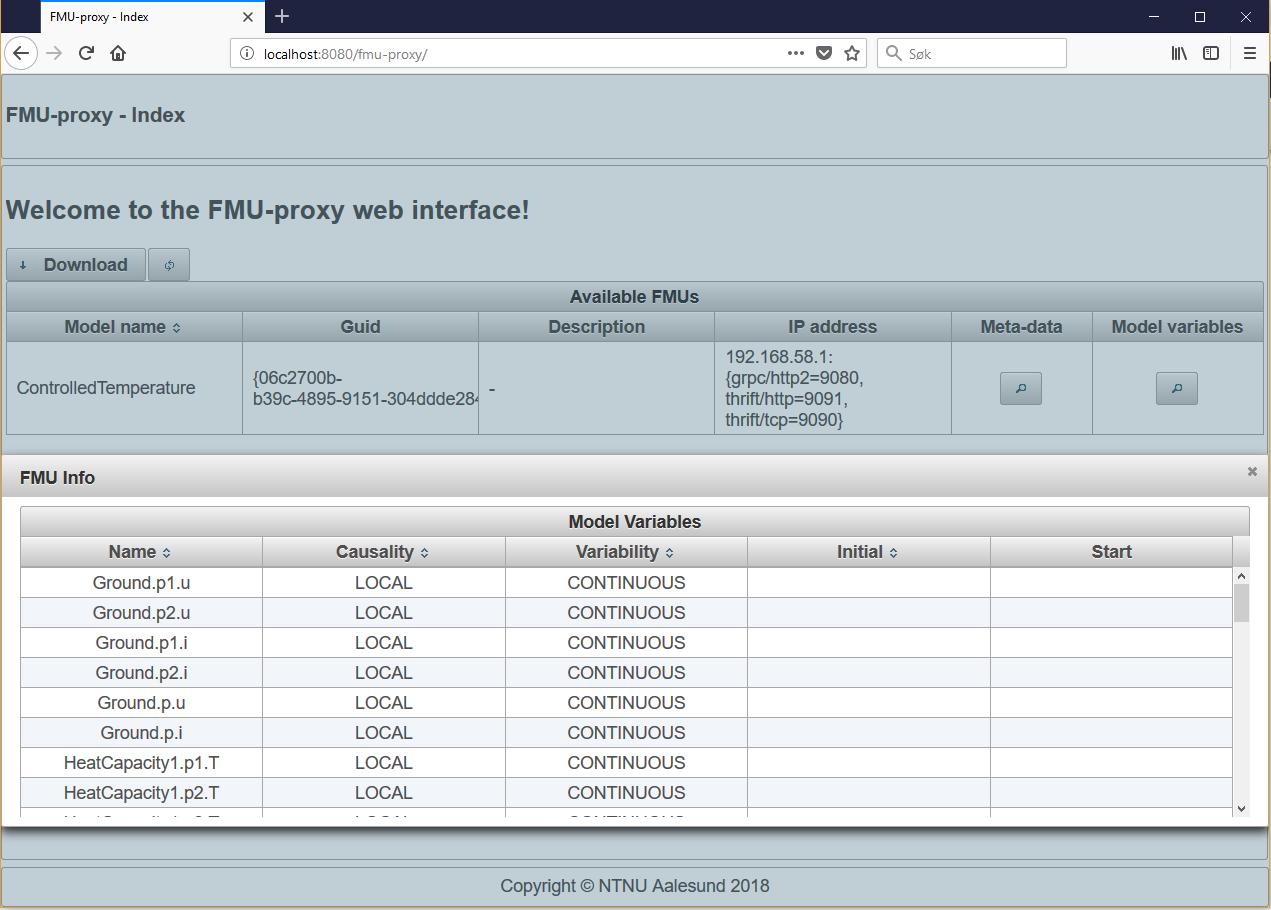 FMU-proxy - Index
localhost:8080/fmu-proxy/
Søk
FMU-proxy - Index
Welcome to the FMU-proxy web interface!
Download
Available FMUs
Model name Guid Description IP address Meta-data Model variables
ControlledTemperature
{06c2700b-
b39c-4895-9151-304ddde284
-
192.168.58.1:
{grpc/http2=9080,
thrift/http=9091,
thrift/tcp=9090}
FMU Info
Model Variables
Name Causality Variability Initial Start
Ground.p1.u LOCAL CONTINUOUS
Ground.p2.u LOCAL CONTINUOUS
Ground.p1.i LOCAL CONTINUOUS
Ground.p2.i LOCAL CONTINUOUS
Ground.p.u LOCAL CONTINUOUS
Ground.p.i LOCAL CONTINUOUS
HeatCapacity1.p1.T LOCAL CONTINUOUS
HeatCapacity1.p2.T LOCAL CONTINUOUS
Copyright © NTNU Aalesund 2018